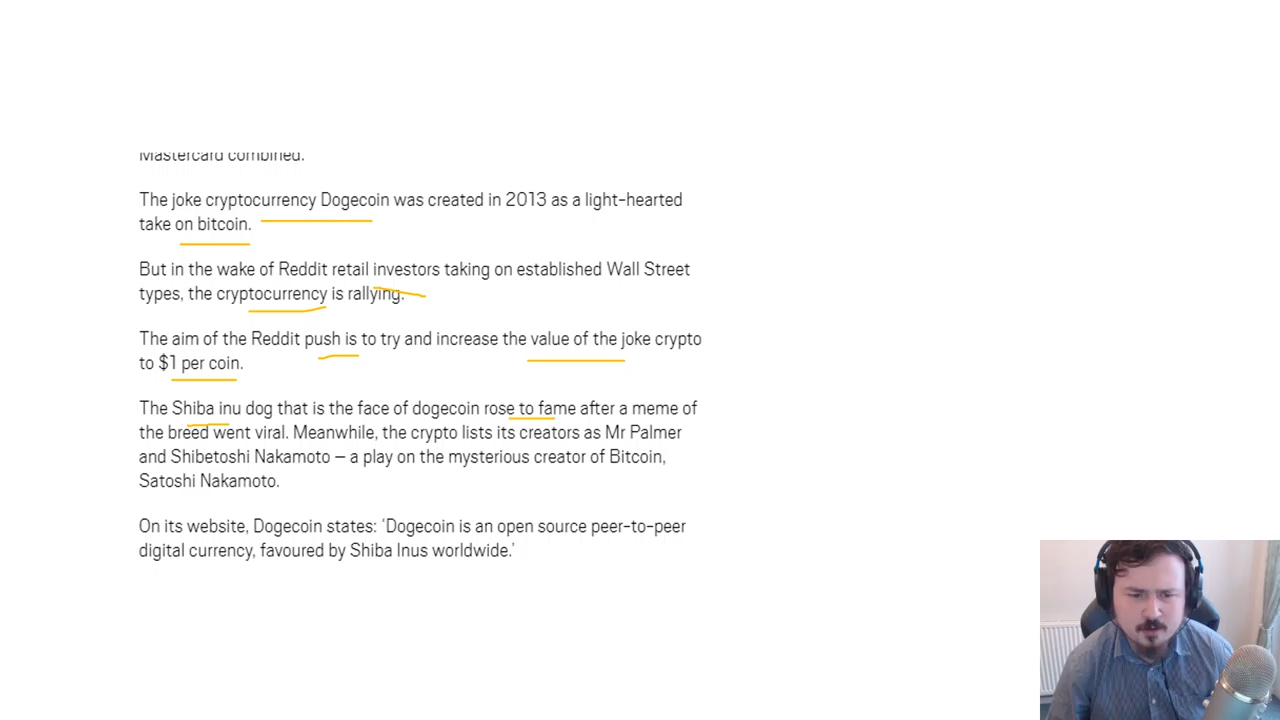 Mastercard combined.
The joke cryptocurrency Dogecoin was created in 2013 as a light-hearted
take on bitcoin.
But in the wake of Reddit retail investors taking on established Wall Street
types, the cryptocurrency is rallying.
The aim of the Reddit push is to try and increase the value of the joke crypto
to $1 per coin.
The Shiba inu dog that is the face of dogecoin rose to fame after a meme of
the breed went viral. Meanwhile, the crypto lists its creators as Mr Palmer
and Shibetoshi Nakamoto – a play on the mysterious creator of Bitcoin,
Satoshi Nakamoto.
On its website, Dogecoin states: ‘Dogecoin is an open source peer-to-peer
digital currency, favoured by Shiba Inus worldwide.’